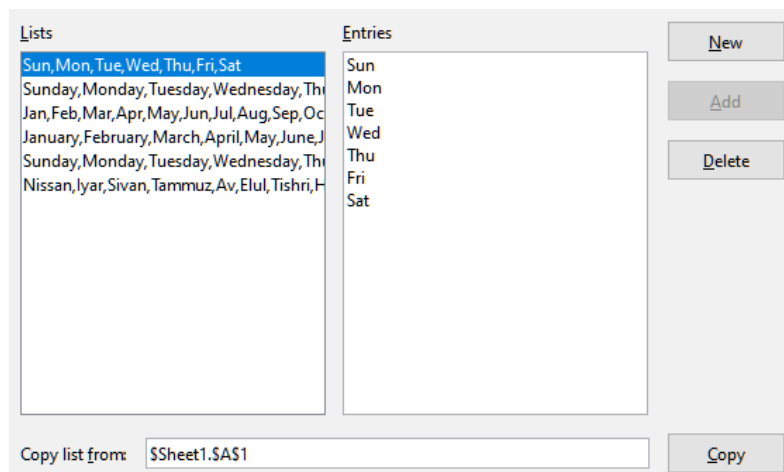 Lists
Entries
New
Sun,Mon,Tue,Wed,Thu,Fri,Sat
Sunday,Monday,Tuesday,Wednesday,Thu
Jan,Feb,Mar,Apr,May,Jun,Jul,Aug,Sep,Oc
January,February,March,April,May,June,J
Sunday,Monday,Tuesday,Wednesday,Thu
Nissan,Iyar,Sivan,Tammuz,Av,Elul,Tishri,H
Sun
Mon
Tue
Wed
Thu
Fri
Sat
Add
Delete
Copy list from:
$Sheet1.$A$1
Copy